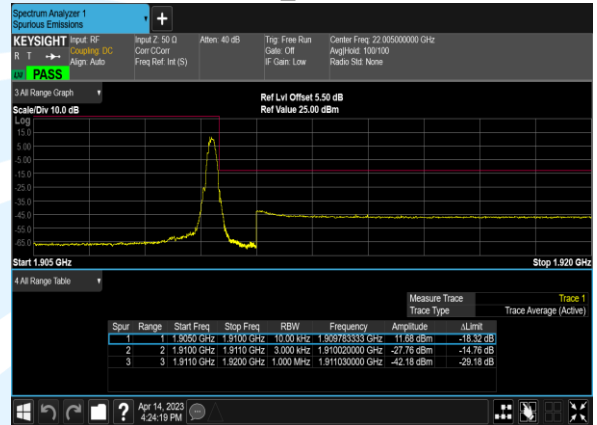 Spectrum Analyzer 1
Spurious Emissions
+
KEYSIGHT Input: RF Input Z: 50 Ω Atten: 40 dB Trig: Free Run Center Freq: 22.005000000 GHz
R T Coupling: DC Corr CCorr Gate: Off Avg|Hold: 100/100
Align: Auto Freq Ref: Int (S) IF Gain: Low Radio Std: None
PASS
3 All Range Graph
Ref Lvl Offset 5.50 dB
Scale/Div 10.0 dB Ref Value 25.00 dBm
Log
15.0
5.00
-5.00
-15.0
-25.0
-35.0
-45.0
-55.0
-65.0
Start 1.905 GHz Stop 1.920 GHz
4 All Range Table
Measure Trace Trace 1
Trace Type Trace Average (Active)
Spur Range Start Freq Stop Freq RBW Frequency Amplitude ΔLimit
1 1 1.9050 GHz 1.9100 GHz 10.00 kHz 1.909783333 GHz 11.68 dBm -18.32 dB
2 2 1.9100 GHz 1.9110 GHz 3.000 kHz 1.910020000 GHz -27.76 dBm -14.76 dB
3 3 1.9110 GHz 1.9200 GHz 1.000 MHz 1.911030000 GHz -42.18 dBm -29.18 dB
?
Apr 14, 2023
4:24:19 PM